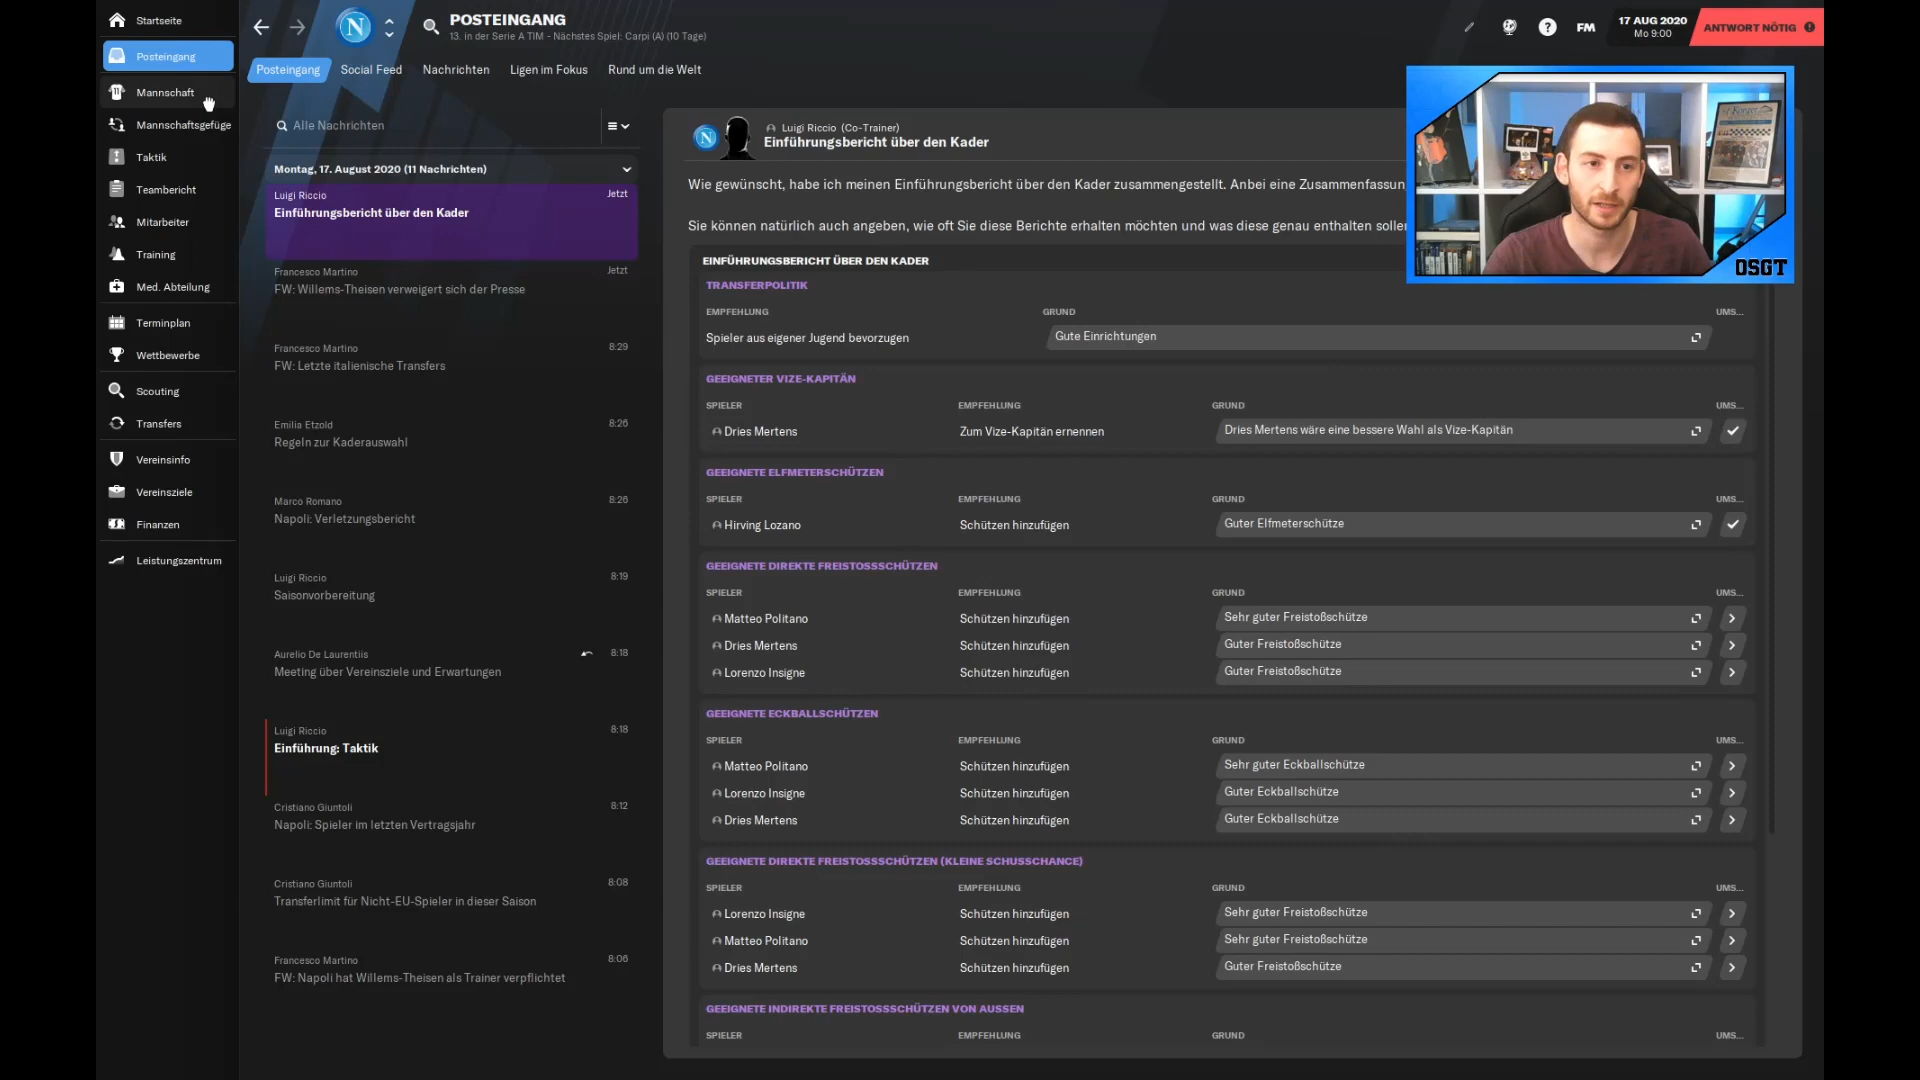 Startseite
Posteingang
Mannschaft
Mannschaftsgefüge
Taktik
Teambericht
Mitarbeiter
Training
Med. Abteilung
Terminplan
Wettbewerbe
Scouting
Transfers
Vereinsinfo
Vereinsziele
Finanzen
Leistungszentrum
N
POSTEINGANG
13. in der Serie A TIM - Nächstes Spiel: Carpi (A) (10 Tage)
FM
17 AUG 2020
Mo 9:00
ANTWORT NÖTIG
Posteingang Social Feed Nachrichten Ligen im Fokus Rund um die Welt
Alle Nachrichten
Montag, 17. August 2020 (11 Nachrichten)
Luigi Riccio Jetzt
Einführungsbericht über den Kader
Francesco Martino Jetzt
FW: Willems-Theisen verweigert sich der Presse
Francesco Martino 8:29
FW: Letzte italienische Transfers
Emilia Etzold 8:26
Regeln zur Kaderauswahl
Marco Romano 8:26
Napoli: Verletzungsbericht
Luigi Riccio 8:19
Saisonvorbereitung
Aurelio De Laurentiis 8:18
Meeting über Vereinsziele und Erwartungen
Luigi Riccio 8:18
Einführung: Taktik
Cristiano Giuntoli 8:12
Napoli: Spieler im letzten Vertragsjahr
Cristiano Giuntoli 8:08
Transferlimit für Nicht-EU-Spieler in dieser Saison
Francesco Martino 8:06
FW: Napoli hat Willems-Theisen als Trainer verpflichtet
N
Luigi Riccio (Co-Trainer)
Einführungsbericht über den Kader
Wie gewünscht, habe ich meinen Einführungsbericht über den Kader zusammengestellt. Anbei eine Zusammenfassun
Sie können natürlich auch angeben, wie oft Sie diese Berichte erhalten möchten und was diese genau enthalten soller
OSGT
EINFÜHRUNGSBERICHT ÜBER DEN KADER
TRANSFERPOLITIK
EMPFEHLUNG GRUND UMS...
Spieler aus eigener Jugend bevorzugen Gute Einrichtungen
GEEIGNETER VIZE-KAPITÄN
SPIELER EMPFEHLUNG GRUND UMS...
Dries Mertens Zum Vize-Kapitän ernennen Dries Mertens wäre eine bessere Wahl als Vize-Kapitän
GEEIGNETE ELFMETERSCHÜTZEN
SPIELER EMPFEHLUNG GRUND UMS...
Hirving Lozano Schützen hinzufügen Guter Elfmeterschütze
GEEIGNETE DIREKTE FREISTOSSSCHÜTZEN
SPIELER EMPFEHLUNG GRUND UMS...
Matteo Politano Schützen hinzufügen Sehr guter Freistoßschütze
Dries Mertens Schützen hinzufügen Guter Freistoßschütze
Lorenzo Insigne Schützen hinzufügen Guter Freistoßschütze
GEEIGNETE ECKBALLSCHÜTZEN
SPIELER EMPFEHLUNG GRUND UMS...
Matteo Politano Schützen hinzufügen Sehr guter Eckballschütze
Lorenzo Insigne Schützen hinzufügen Guter Eckballschütze
Dries Mertens Schützen hinzufügen Guter Eckballschütze
GEEIGNETE DIREKTE FREISTOSSSCHÜTZEN (KLEINE SCHUSSCHANCE)
SPIELER EMPFEHLUNG GRUND UMS...
Lorenzo Insigne Schützen hinzufügen Sehr guter Freistoßschütze
Matteo Politano Schützen hinzufügen Sehr guter Freistoßschütze
Dries Mertens Schützen hinzufügen Guter Freistoßschütze
GEEIGNETE INDIREKTE FREISTOSSSCHÜTZEN VON AUSSEN
SPIELER EMPFEHLUNG GRUND UMS...